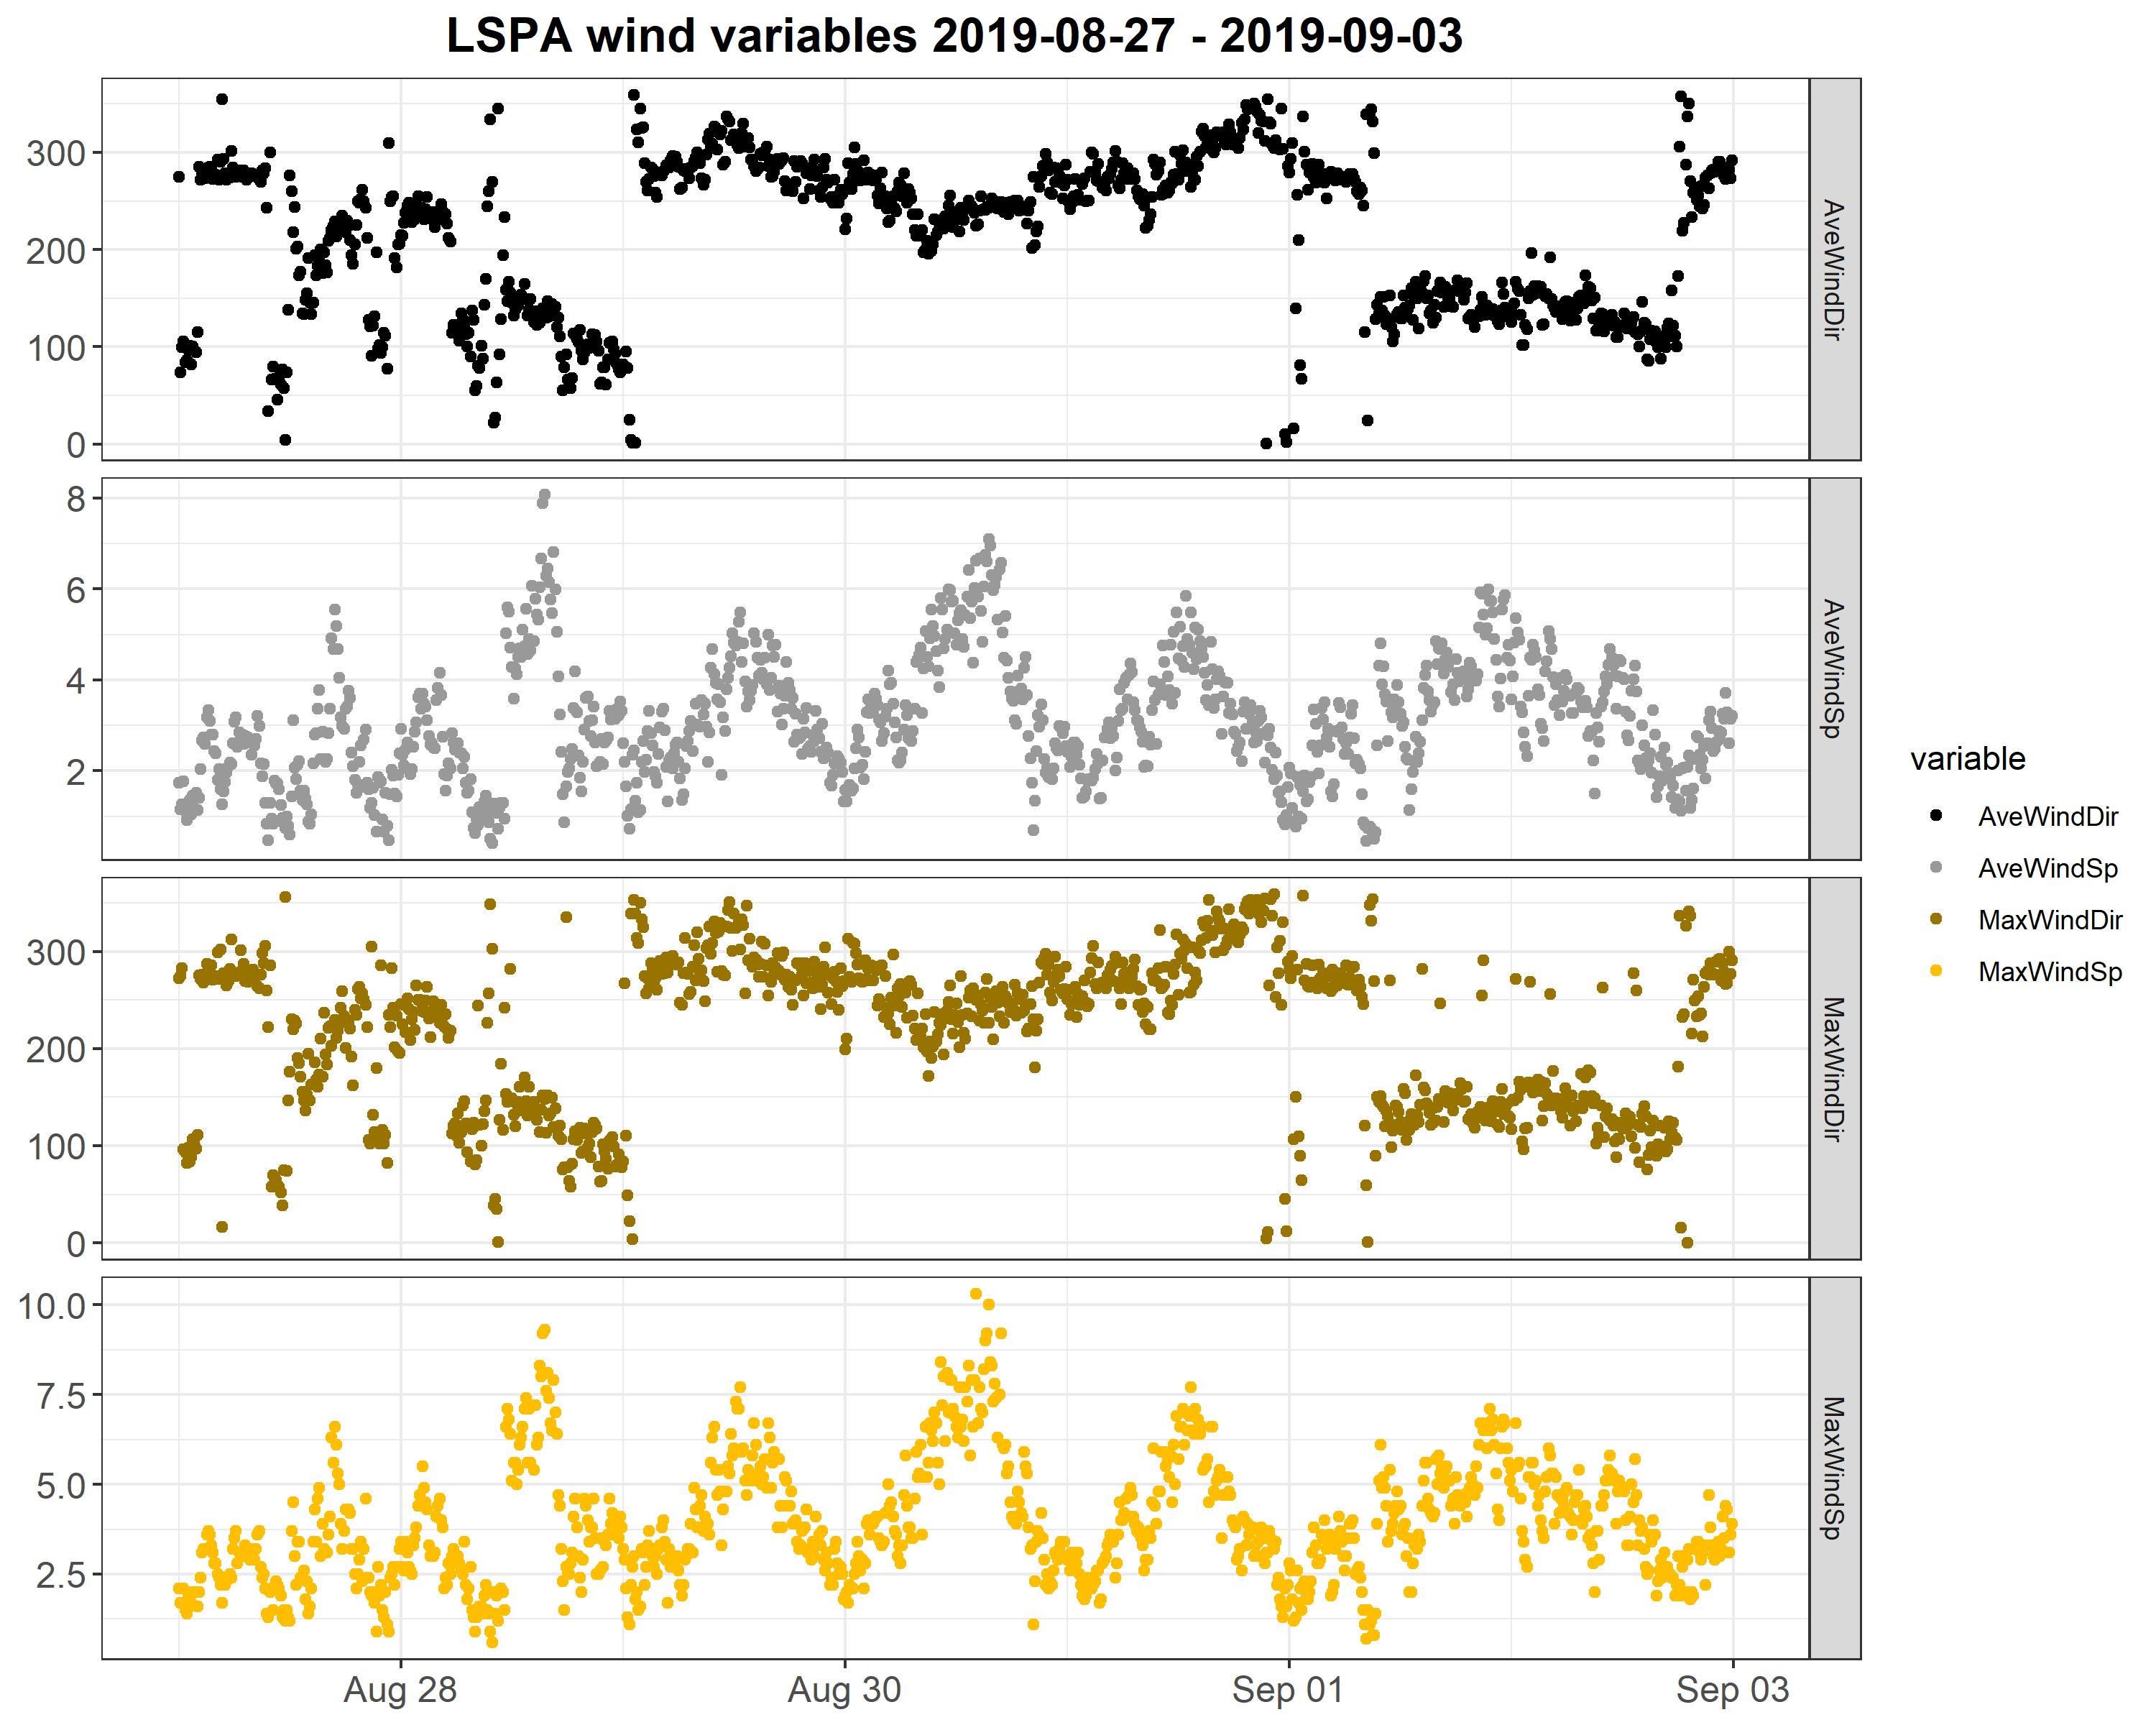 LSPA wind variables 2019-08-27 - 2019-09-03
300
200
100
0
AveWindDir
8
6
4
2
AveWindSp
300
200
100
0
MaxWindDir
10.0
7.5
5.0
2.5
MaxWindSp
Aug 28
Aug 30
Sep 01
Sep 03
variable
AveWindDir
AveWindSp
MaxWindDir
MaxWindSp